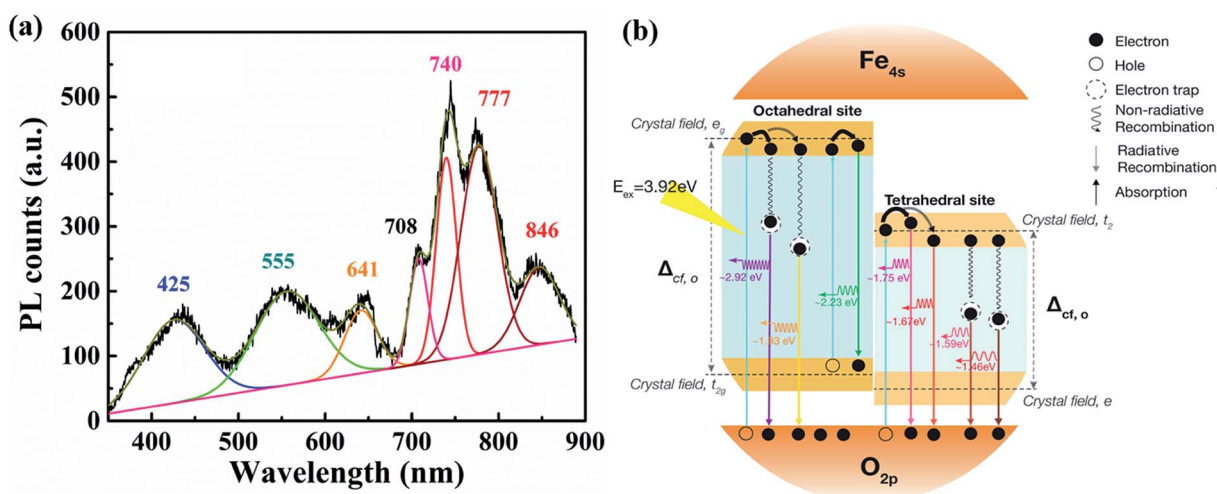 (a)
600
500
400
300
200
100
0
PL counts (a.u.)
425
555
641
708
740
777
846
400 500 600 700 800 900
Wavelength (nm)
(b)
Fe4s
Octahedral site
Crystal field, eg
Eex=3.92eV
Δcf, o
~2.92 eV
~1.93 eV
~2.23 eV
Crystal field, t2g
Tetrahedral site
Crystal field, t2
~1.75 eV
~1.67eV
~1.59eV
~1.46eV
Δcf, o
Crystal field, e
O2p
Electron
Hole
Electron trap
Non-radiative
Recombination
Radiative
Recombination
Absorption